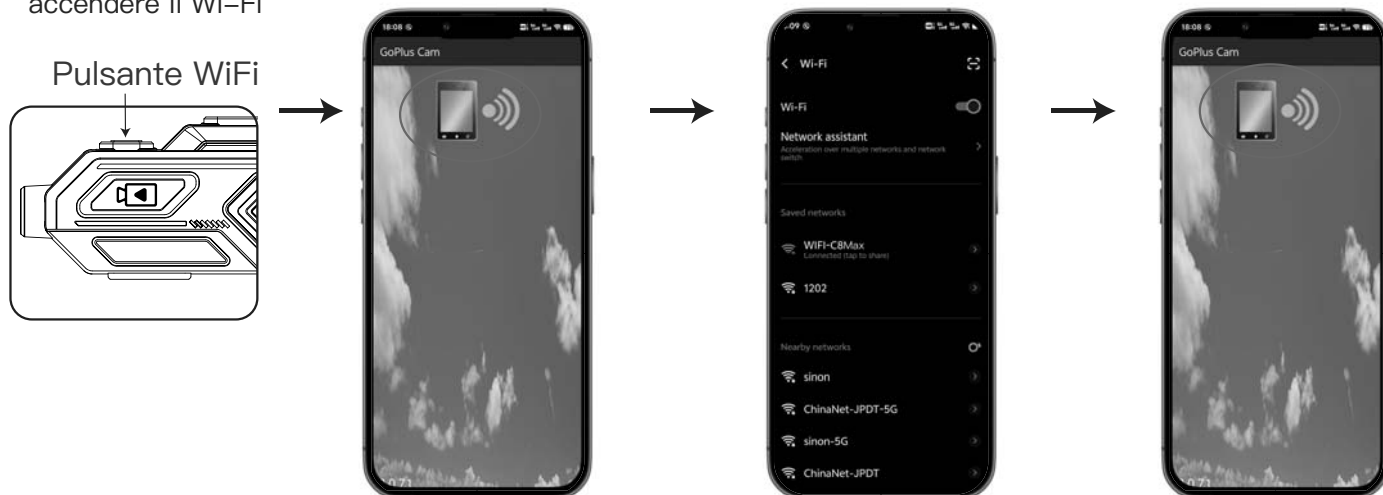 accendere il Wi-Fi
Pulsante WiFi
18:08
GoPlus Cam
Wi-Fi
Wi-Fi
Network assistant
Acceleration over multiple networks and network
switch
Saved networks
WIFI-C8Max
Connected (tap to share)
1202
Nearby networks
sinon
ChinaNet-JPDT-5G
sinon-5G
ChinaNet-JPDT
18:08
GoPlus Cam